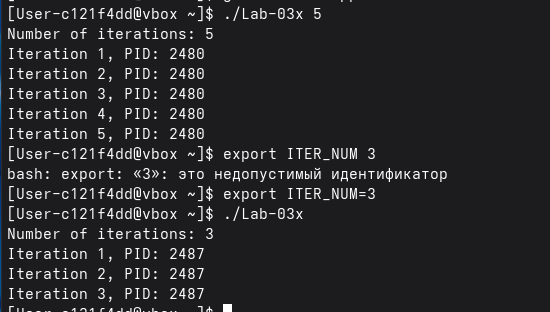 [User-c121f4dd@vbox ~]$ ./Lab-03x 5
Number of iterations: 5
Iteration 1, PID: 2480
Iteration 2, PID: 2480
Iteration 3, PID: 2480
Iteration 4, PID: 2480
Iteration 5, PID: 2480
[User-c121f4dd@vbox ~]$ export ITER_NUM 3
bash: export: «3»: это недопустимый идентификатор
[User-c121f4dd@vbox ~]$ export ITER_NUM=3
[User-c121f4dd@vbox ~]$ ./Lab-03x
Number of iterations: 3
Iteration 1, PID: 2487
Iteration 2, PID: 2487
Iteration 3, PID: 2487
[User-c121f4dd@vbox ~]$